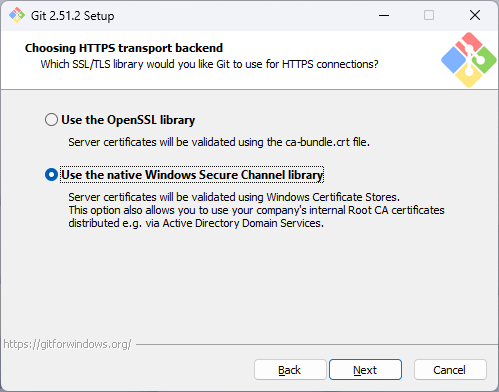 Git 2.51.2 Setup
Choosing HTTPS transport backend
Which SSL/TLS library would you like Git to use for HTTPS connections?
Use the OpenSSL library
Server certificates will be validated using the ca-bundle.crt file.
Use the native Windows Secure Channel library
Server certificates will be validated using Windows Certificate Stores.
This option also allows you to use your company's internal Root CA certificates
distributed e.g. via Active Directory Domain Services.
https://gitforwindows.org/
Back Next Cancel